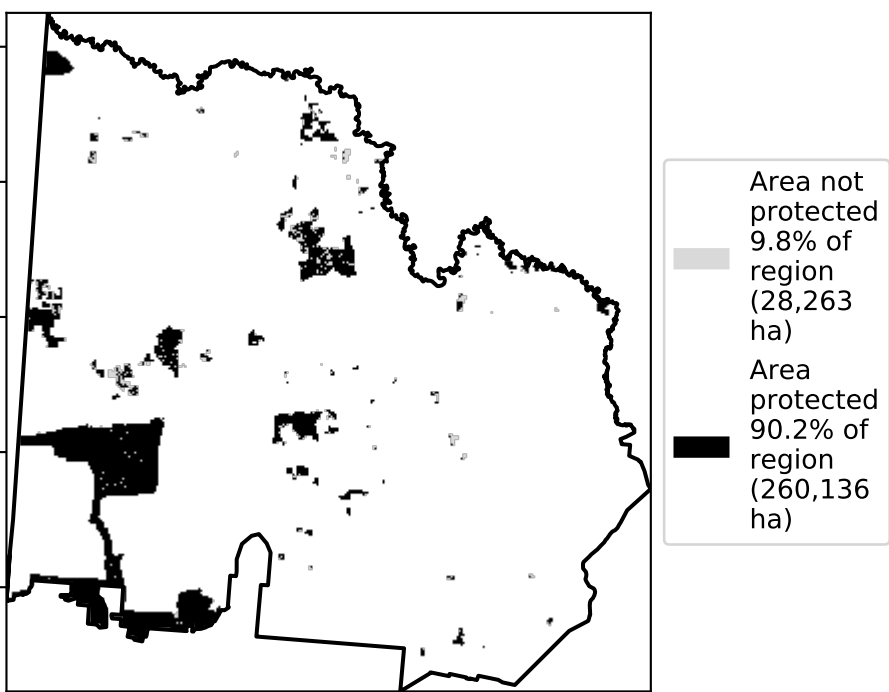 Area not
protected
9.8% of
region
(28,263
ha)
Area
protected
90.2% of
region
(260,136
ha)